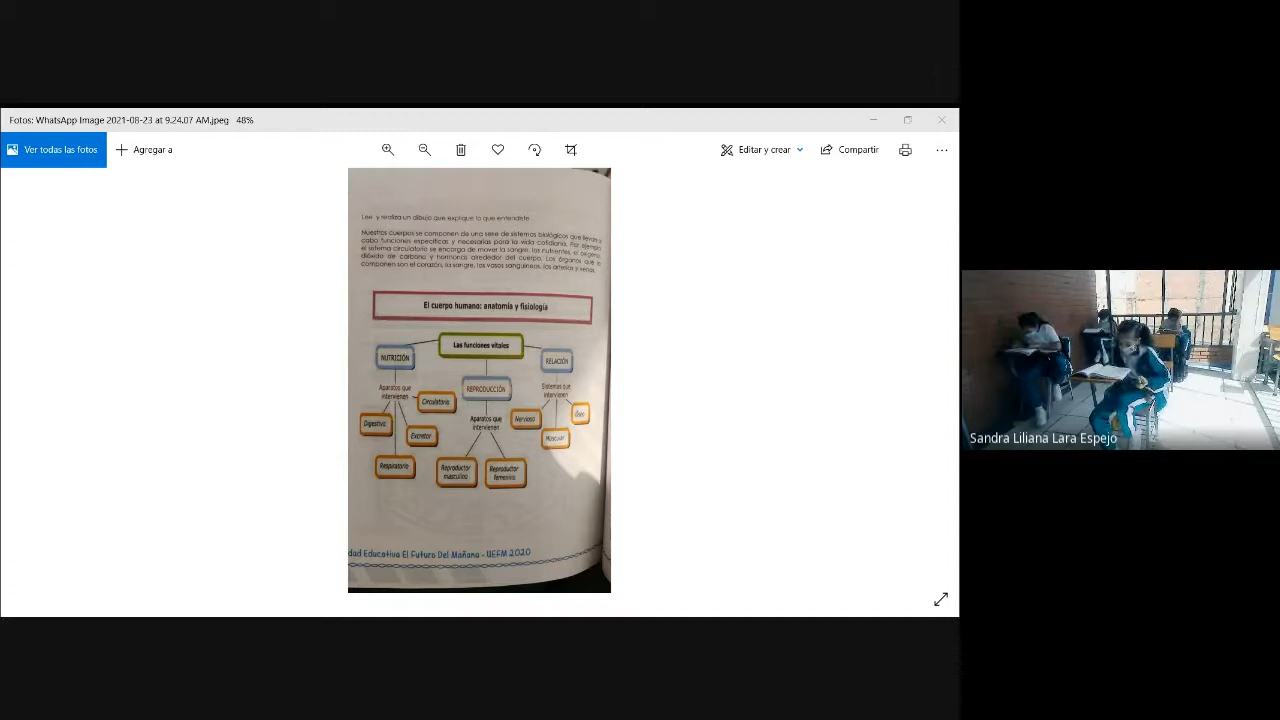 Fotos: WhatsApp Image 2021-08-23 at 9.24.07 AM.jpeg 48%
Ver todas las fotos
Agregar a
Editar y crear
Compartir
Lee y realiza un dibujo que explique lo que entendiste
Nuestros cuerpos se componen de una serie de sistemas biológicos que llevan a
cabo funciones específicas y necesarias para la vida cotidiana. Por ejemplo
el sistema circulatorio se encarga de mover la sangre, los nutrientes, el oxígeno,
dióxido de carbono y hormonas alrededor del cuerpo. Los órganos que lo
componen son el corazón, la sangre, los vasos sanguíneos, las arterias y venas.
El cuerpo humano: anatomía y fisiología
Las funciones vitales
NUTRICIÓN
RELACIÓN
REPRODUCCIÓN
Aparatos que
intervienen
Sistemas que
intervienen
Circulatorio
Digestivo
Excretor
Respiratorio
Aparatos que
intervienen
Nervioso
Óseo
Muscular
Reproductor
masculino
Reproductor
femenino
dad Educativa El Futuro Del Mañana - UEFM 2020
Sandra Liliana Lara Espejo